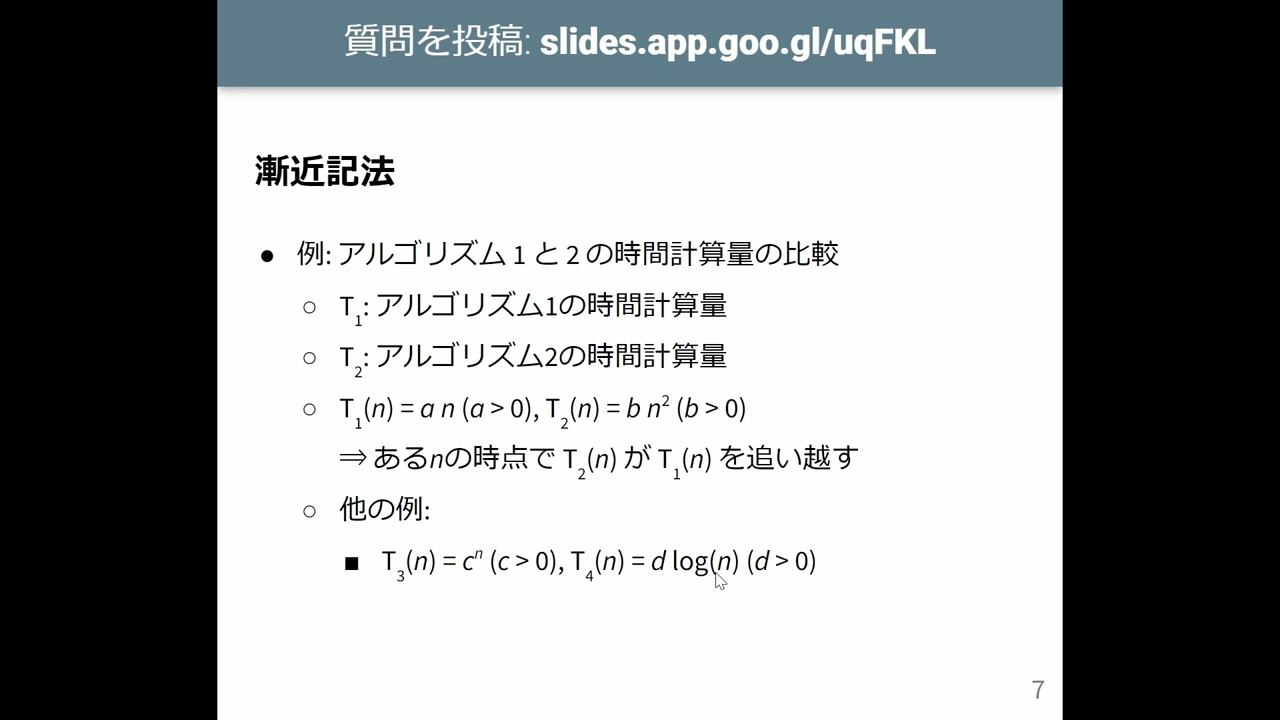 質問を投稿: slides.app.goo.gl/uqFKL
漸近記法
● 例: アルゴリズム 1 と 2 の時間計算量の比較
○ T₁: アルゴリズム1の時間計算量
○ T₂: アルゴリズム2の時間計算量
○ T₁(n) = a n (a > 0), T₂(n) = b n² (b > 0)
⇒ あるnの時点で T₂(n) が T₁(n) を追い越す
○ 他の例:
■ T₃(n) = cⁿ (c > 0), T₄(n) = d log(n) (d > 0)
7